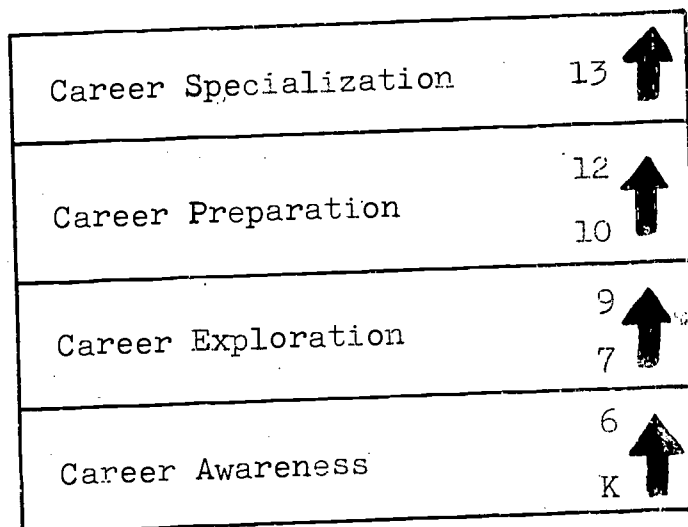 Career Specialization 13
12
Career Preparation
10
9
Career Exploration
7
6
Career Awareness
K